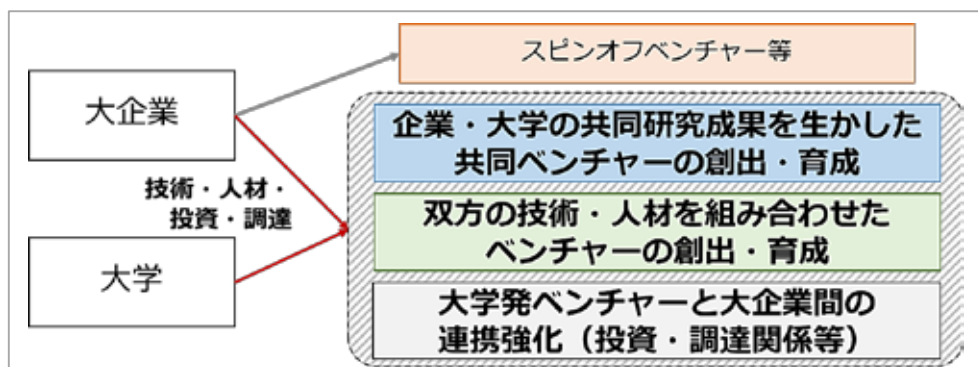 スピンオフベンチャー等
大企業
企業・大学の共同研究成果を生かした
共同ベンチャーの創出・育成
技術・人材・
投資・調達
双方の技術・人材を組み合わせた
ベンチャーの創出・育成
大学
大学発ベンチャーと大企業間の
連携強化（投資・調達関係等）